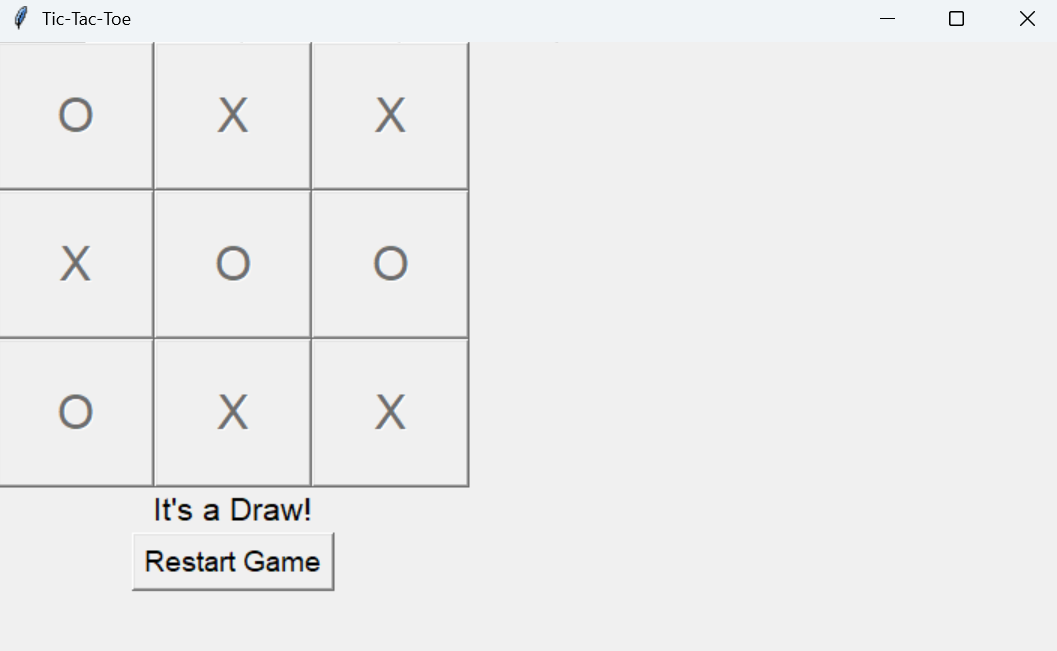 Tic-Tac-Toe
O X X
X O O
O X X
It's a Draw!
Restart Game